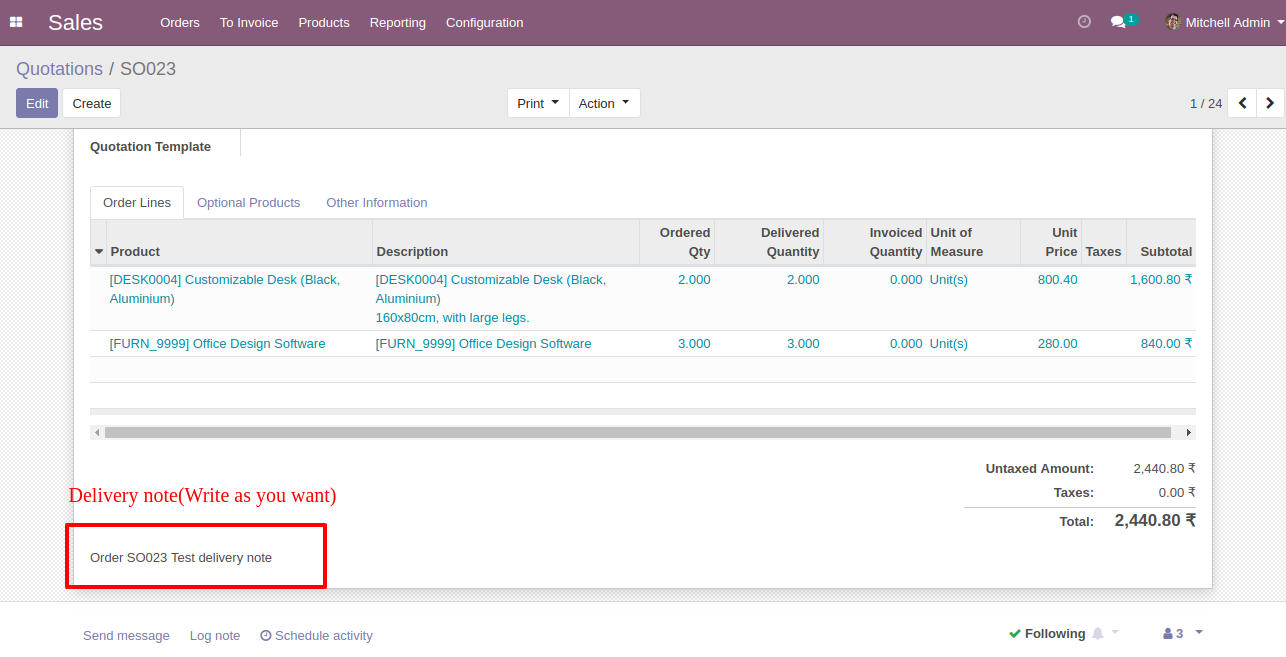 Sales Orders To Invoice Products Reporting Configuration 1 Mitchell Admin
Quotations / SO023
Edit Create Print Action 1 / 24
Quotation Template
Order Lines Optional Products Other Information
Product Description Ordered Qty Delivered Quantity Invoiced Quantity Unit of Measure Unit Price Taxes Subtotal
[DESK0004] Customizable Desk (Black, Aluminium) [DESK0004] Customizable Desk (Black, Aluminium) 2.000 2.000 0.000 Unit(s) 800.40 1,600.80 ₹
160x80cm, with large legs.
[FURN_9999] Office Design Software [FURN_9999] Office Design Software 3.000 3.000 0.000 Unit(s) 280.00 840.00 ₹
Untaxed Amount: 2,440.80 ₹
Taxes: 0.00 ₹
Total: 2,440.80 ₹
Delivery note(Write as you want)
Order SO023 Test delivery note
Send message Log note Schedule activity Following 3